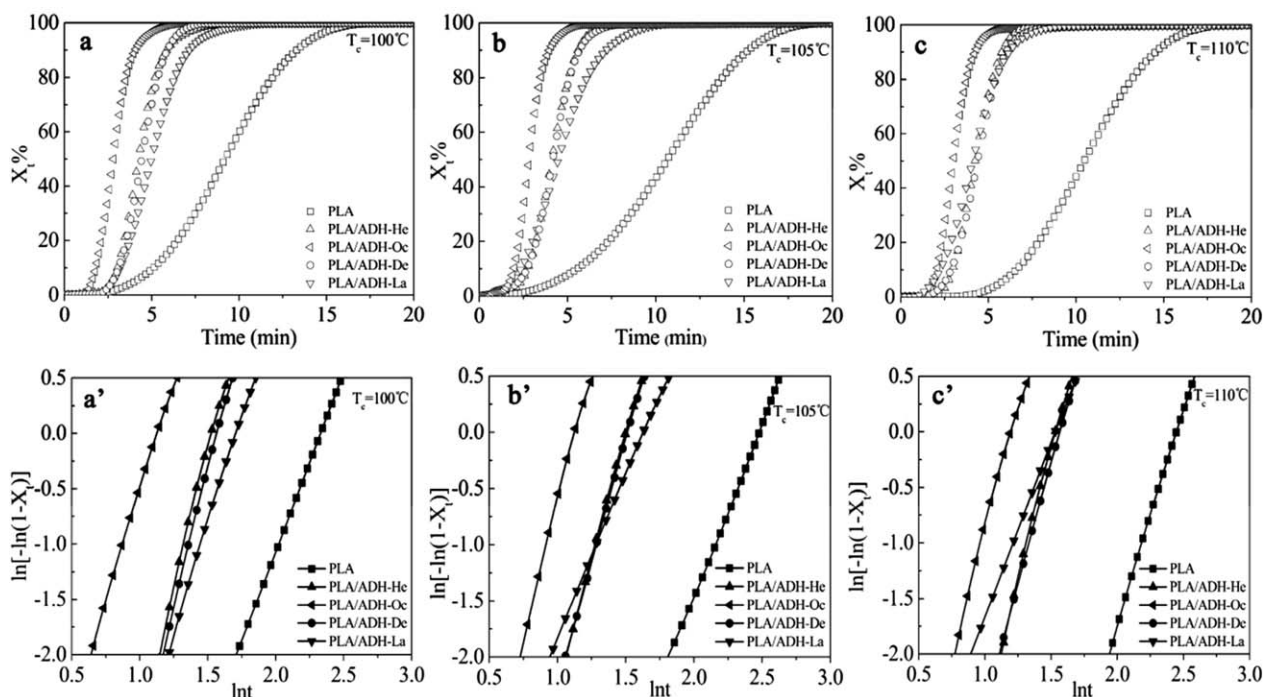 a
T_c=100℃
100
80
60
40
20
0
X_t%
PLA
PLA/ADH-He
PLA/ADH-Oc
PLA/ADH-De
PLA/ADH-La
0 5 10 15 20
Time (min)
b
T_c=105℃
100
80
60
40
20
0
X_t%
PLA
PLA/ADH-He
PLA/ADH-Oc
PLA/ADH-De
PLA/ADH-La
0 5 10 15 20
Time (min)
c
T_c=110℃
100
80
60
40
20
0
X_t%
PLA
PLA/ADH-He
PLA/ADH-Oc
PLA/ADH-De
PLA/ADH-La
0 5 10 15 20
Time (min)
a’
T_c=100℃
0.5
0.0
-0.5
-1.0
-1.5
-2.0
ln[-ln(1-X_t)]
PLA
PLA/ADH-He
PLA/ADH-Oc
PLA/ADH-De
PLA/ADH-La
0.5 1.0 1.5 2.0 2.5 3.0
lnt
b’
T_c=105℃
0.5
0.0
-0.5
-1.0
-1.5
-2.0
ln[-ln(1-X_t)]
PLA
PLA/ADH-He
PLA/ADH-Oc
PLA/ADH-De
PLA/ADH-La
0.5 1.0 1.5 2.0 2.5 3.0
lnt
c’
T_c=110℃
0.5
0.0
-0.5
-1.0
-1.5
-2.0
ln[-ln(1-X_t)]
PLA
PLA/ADH-He
PLA/ADH-Oc
PLA/ADH-De
PLA/ADH-La
0.5 1.0 1.5 2.0 2.5 3.0
lnt